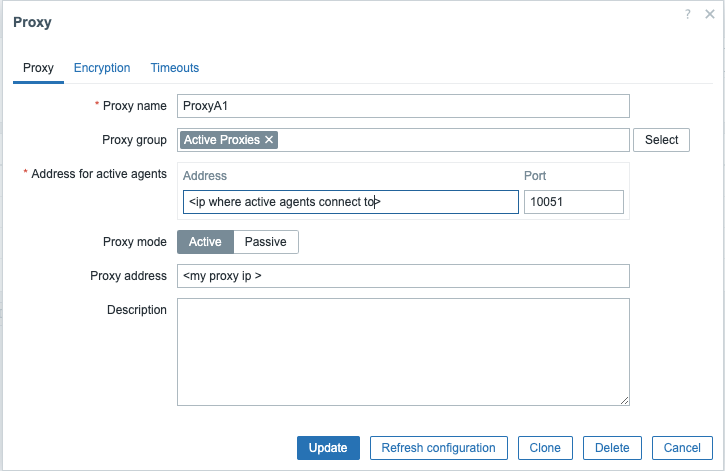 Proxy
? ×
Proxy Encryption Timeouts
* Proxy name ProxyA1
Proxy group Active Proxies × Select
* Address for active agents Address Port
<ip where active agents connect to> 10051
Proxy mode Active Passive
Proxy address <my proxy ip >
Description
Update Refresh configuration Clone Delete Cancel